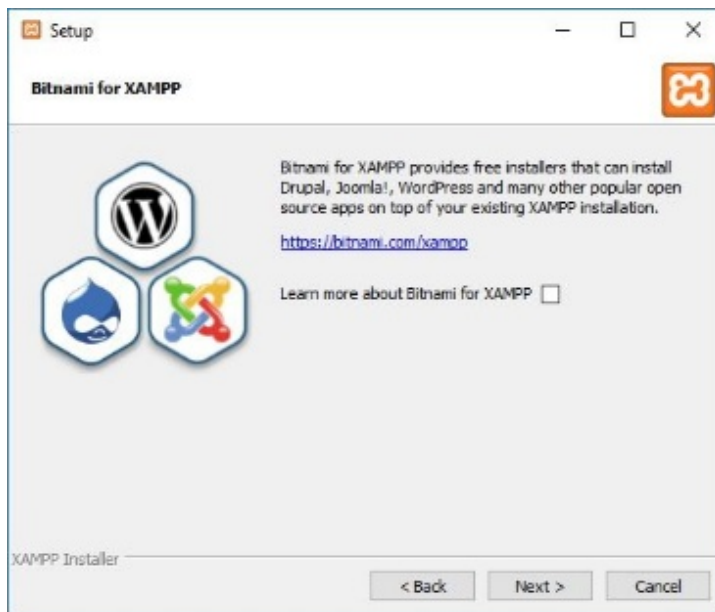 Setup
Bitnami for XAMPP
Bitnami for XAMPP provides free installers that can install
Drupal, Joomla!, WordPress and many other popular open
source apps on top of your existing XAMPP installation.
https://bitnami.com/xampp
Learn more about Bitnami for XAMPP
XAMPP Installer
< Back
Next >
Cancel